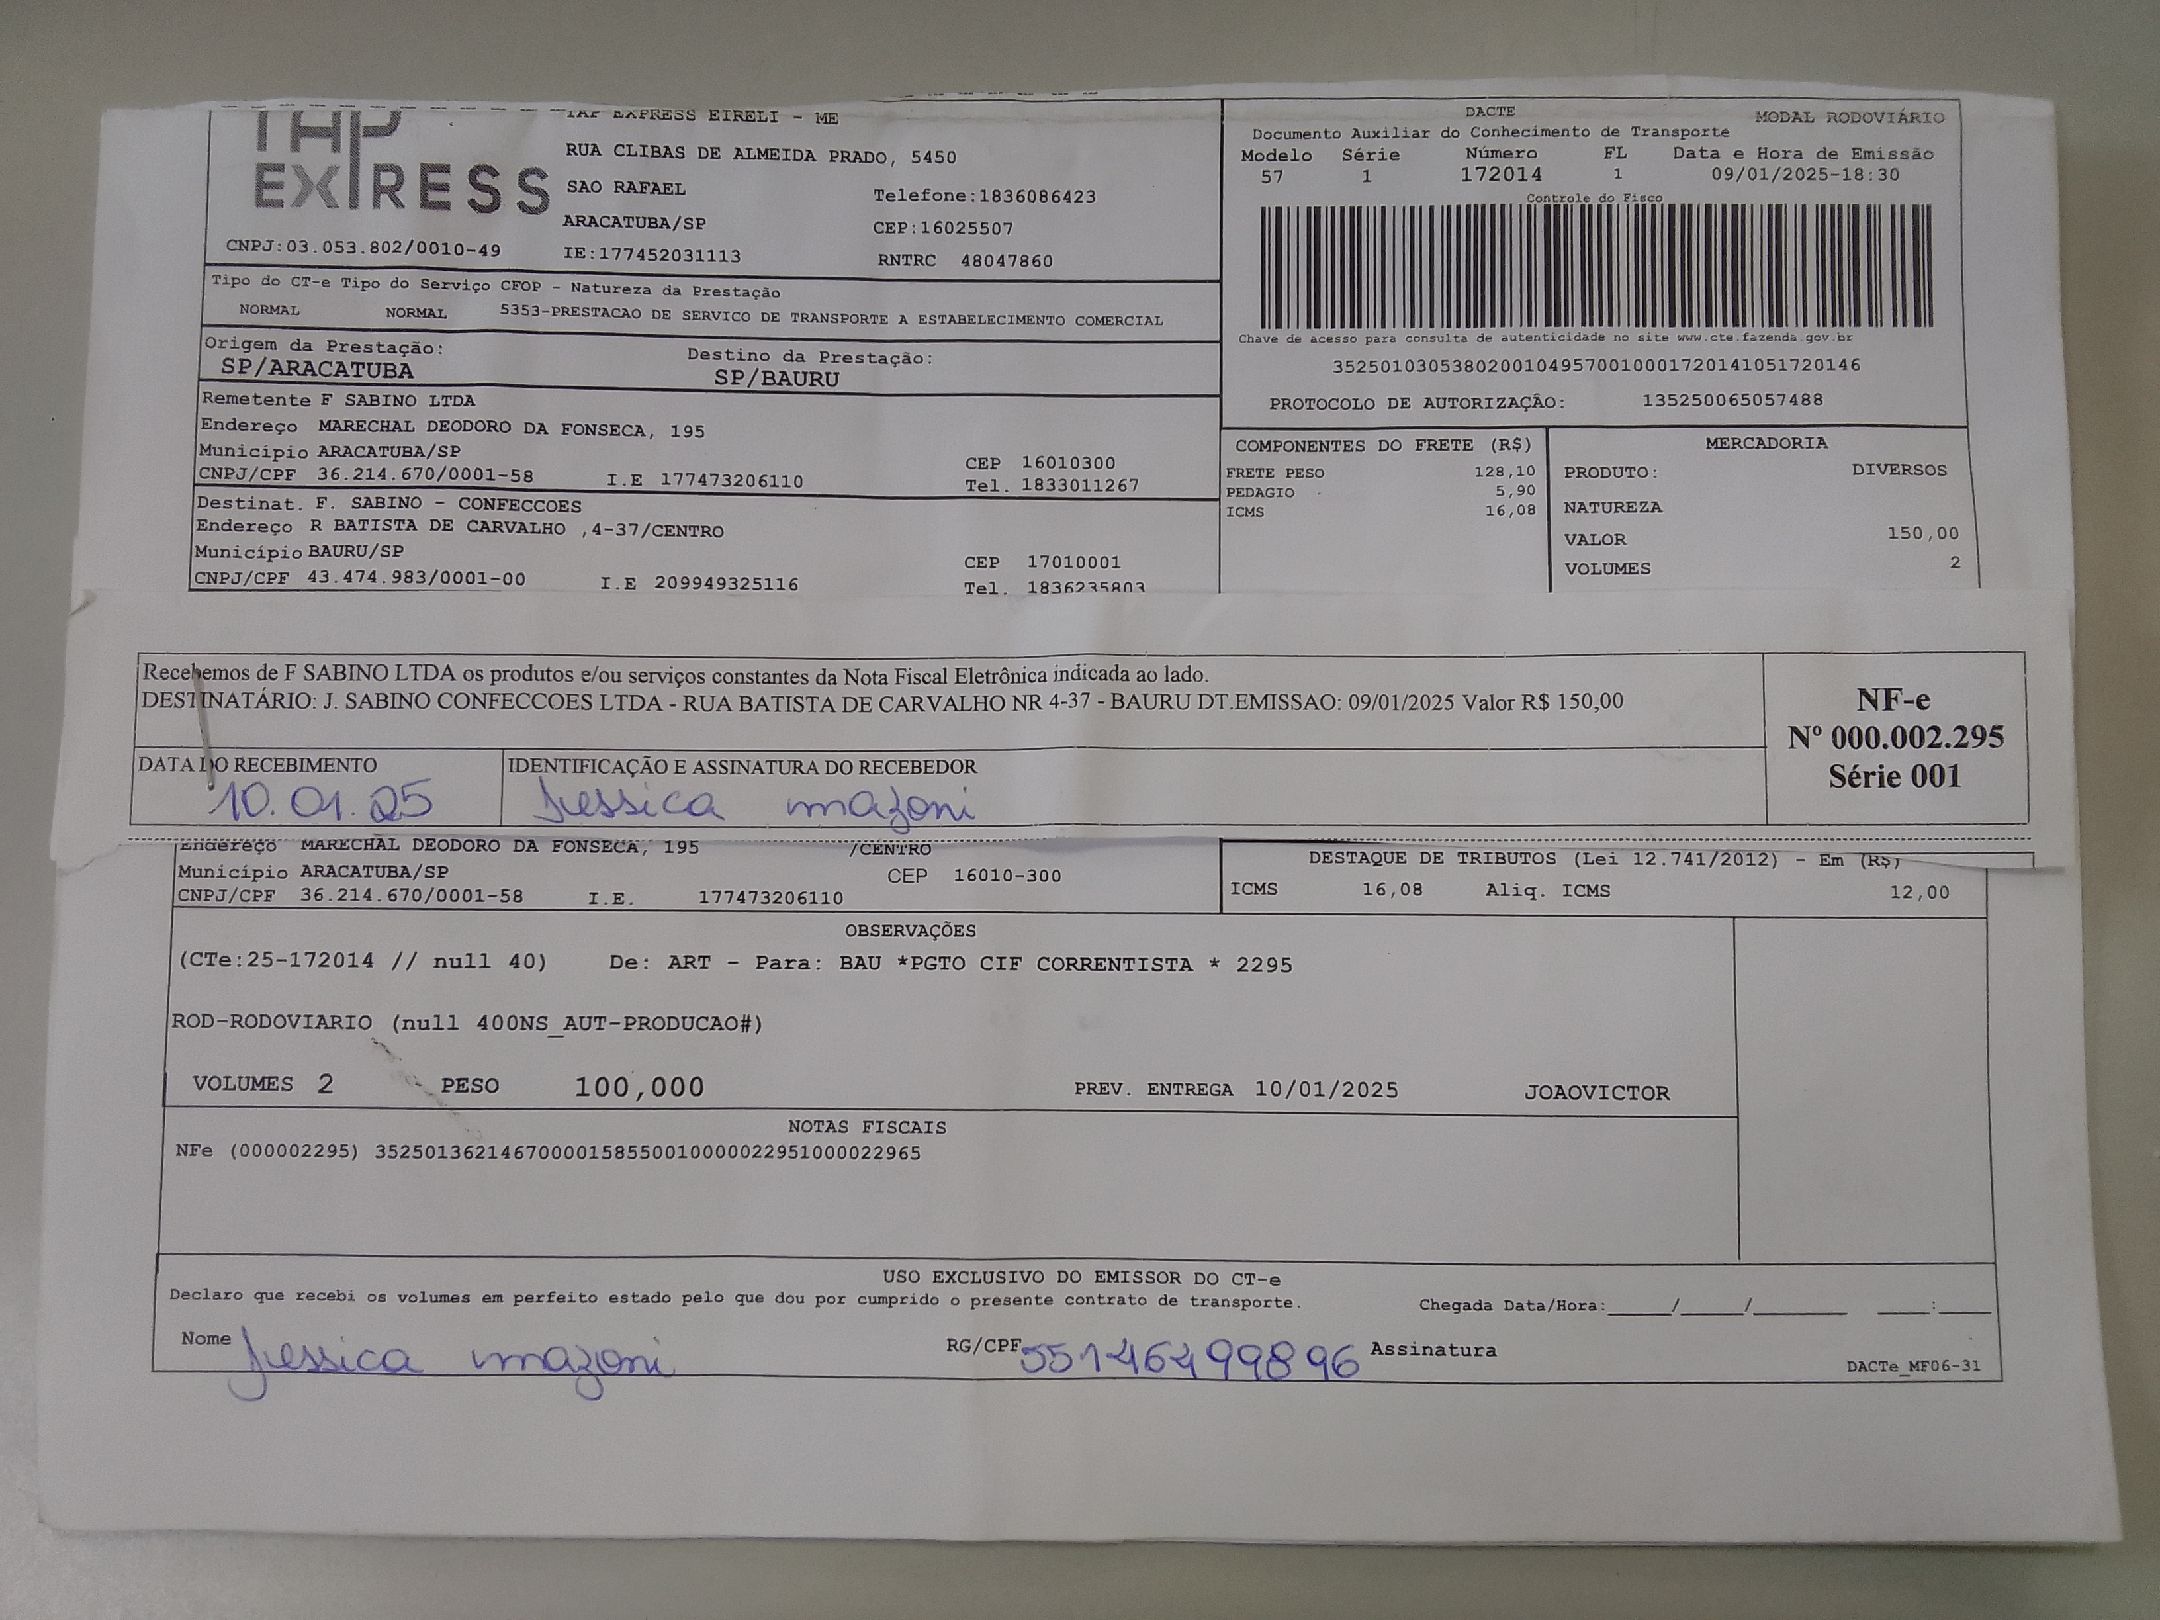 TAP
EXPRESS
CNPJ:03.053.802/0010-49
TAP EXPRESS EIRELI - ME
RUA CLIBAS DE ALMEIDA PRADO, 5450
SAO RAFAEL Telefone:1836086423
ARACATUBA/SP CEP:16025507
IE:177452031113 RNTRC 48047860
DACTE MODAL RODOVIÁRIO
Documento Auxiliar do Conhecimento de Transporte
Modelo Série Número FL Data e Hora de Emissão
57 1 172014 1 09/01/2025-18:30
Controle do Fisco
Chave de acesso para consulta de autenticidade no site www.cte.fazenda.gov.br
35250103053802001049570010001720141051720146
PROTOCOLO DE AUTORIZAÇÃO: 135250065057488
Tipo do CT-e Tipo do Serviço CFOP - Natureza da Prestação
NORMAL NORMAL 5353-PRESTACAO DE SERVICO DE TRANSPORTE A ESTABELECIMENTO COMERCIAL
Origem da Prestação: Destino da Prestação:
SP/ARACATUBA SP/BAURU
Remetente F SABINO LTDA
Endereço MARECHAL DEODORO DA FONSECA, 195
Município ARACATUBA/SP CEP 16010300
CNPJ/CPF 36.214.670/0001-58 I.E 177473206110 Tel. 1833011267
Destinat. F. SABINO - CONFECCOES
Endereço R BATISTA DE CARVALHO ,4-37/CENTRO
Município BAURU/SP CEP 17010001
CNPJ/CPF 43.474.983/0001-00 I.E 209949325116 Tel. 1836235803
COMPONENTES DO FRETE (R$)
FRETE PESO 128,10
PEDAGIO 5,90
ICMS 16,08
MERCADORIA
PRODUTO: DIVERSOS
NATUREZA
VALOR 150,00
VOLUMES 2
Recebemos de F SABINO LTDA os produtos e/ou serviços constantes da Nota Fiscal Eletrônica indicada ao lado.
DESTINATÁRIO: J. SABINO CONFECCOES LTDA - RUA BATISTA DE CARVALHO NR 4-37 - BAURU DT.EMISSAO: 09/01/2025 Valor R$ 150,00
DATA DO RECEBIMENTO IDENTIFICAÇÃO E ASSINATURA DO RECEBEDOR
10.01.25 Jessica mazoni
NF-e
Nº 000.002.295
Série 001
Endereço MARECHAL DEODORO DA FONSECA, 195 /CENTRO
Município ARACATUBA/SP CEP 16010-300
CNPJ/CPF 36.214.670/0001-58 I.E. 177473206110
DESTAQUE DE TRIBUTOS (Lei 12.741/2012) - Em (R$)
ICMS 16,08 Aliq. ICMS 12,00
OBSERVAÇÕES
(CTe:25-172014 // null 40) De: ART - Para: BAU *PGTO CIF CORRENTISTA * 2295
ROD-RODOVIARIO (null 400NS_AUT-PRODUCAO#)
VOLUMES 2 PESO 100,000 PREV. ENTREGA 10/01/2025 JOAOVICTOR
NOTAS FISCAIS
NFe (000002295) 35250136214670000158550010000022951000022965
USO EXCLUSIVO DO EMISSOR DO CT-e
Declaro que recebi os volumes em perfeito estado pelo que dou por cumprido o presente contrato de transporte. Chegada Data/Hora:_____/_____/________ ____:_____
Nome Jessica mazoni RG/CPF 55146499896 Assinatura
DACTe_MF06-31